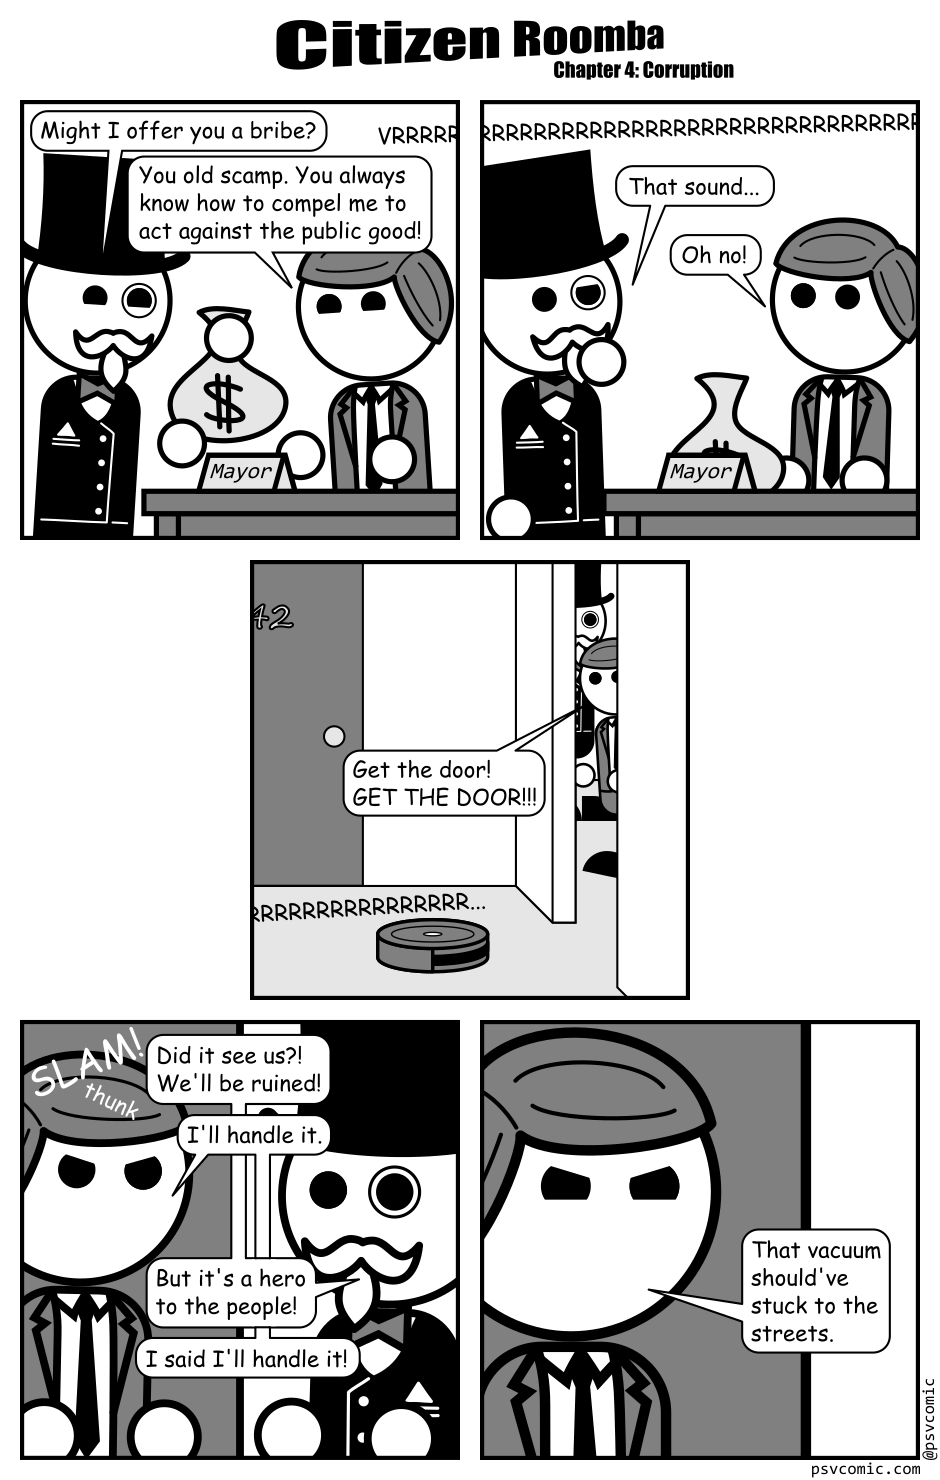 Citizen Roomba
Chapter 4: Corruption
Might I offer you a bribe?
VRRRRR
You old scamp. You always
know how to compel me to
act against the public good!
Mayor
RRRRRRRRRRRRRRRRRRRRRRRRRRRRRRRR
That sound...
Oh no!
Mayor
42
Get the door!
GET THE DOOR!!!
RRRRRRRRRRRRRRRR...
SLAM!
thunk
Did it see us?!
We'll be ruined!
I'll handle it.
But it's a hero
to the people!
I said I'll handle it!
That vacuum
should've
stuck to the
streets.
@psvcomic
psvcomic.com